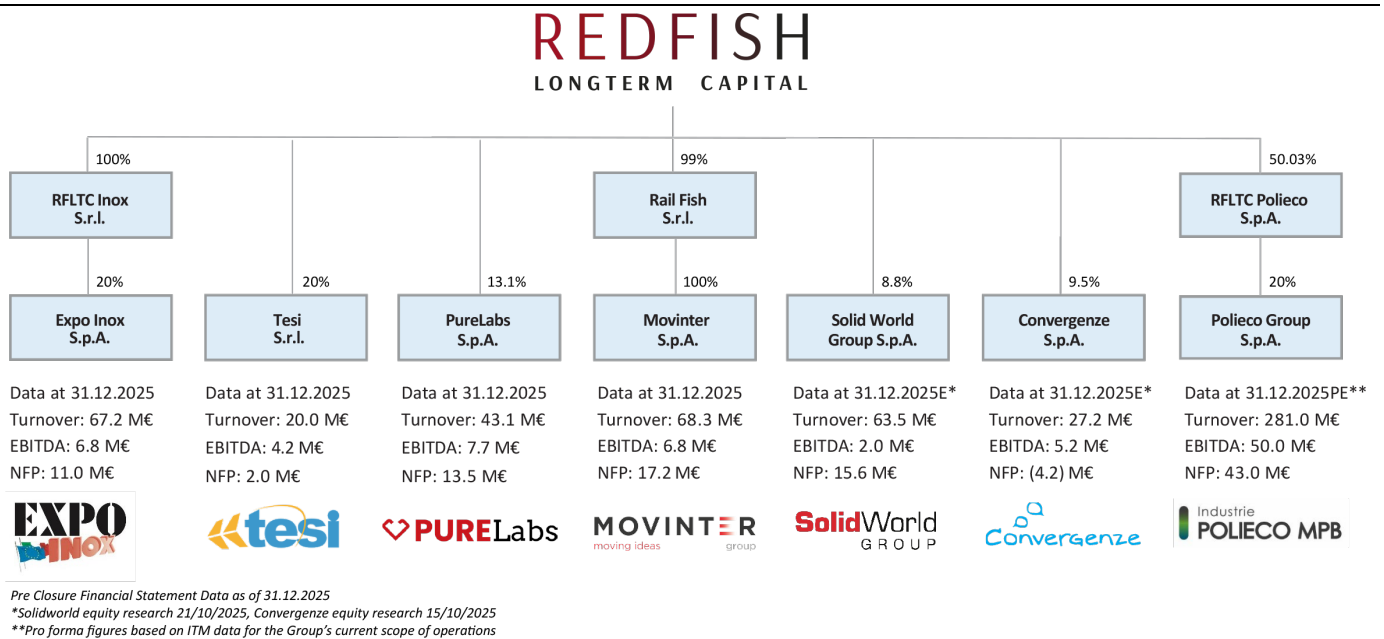 REDFISH
LONGTERM CAPITAL
100%
99%
50.03%
RFLTC Inox
S.r.l.
Rail Fish
S.r.l.
RFLTC Polieco
S.p.A.
20%
20%
13.1%
100%
8.8%
9.5%
20%
Expo Inox
S.p.A.
Tesi
S.r.l.
PureLabs
S.p.A.
Movinter
S.p.A.
Solid World
Group S.p.A.
Convergenze
S.p.A.
Polieco Group
S.p.A.
Data at 31.12.2025
Turnover: 67.2 M€
EBITDA: 6.8 M€
NFP: 11.0 M€
Data at 31.12.2025
Turnover: 20.0 M€
EBITDA: 4.2 M€
NFP: 2.0 M€
Data at 31.12.2025
Turnover: 43.1 M€
EBITDA: 7.7 M€
NFP: 13.5 M€
Data at 31.12.2025
Turnover: 68.3 M€
EBITDA: 6.8 M€
NFP: 17.2 M€
Data at 31.12.2025E*
Turnover: 63.5 M€
EBITDA: 2.0 M€
NFP: 15.6 M€
Data at 31.12.2025E*
Turnover: 27.2 M€
EBITDA: 5.2 M€
NFP: (4.2) M€
Data at 31.12.2025PE**
Turnover: 281.0 M€
EBITDA: 50.0 M€
NFP: 43.0 M€
EXPO
INOX
tesi
PURELabs
MOVINTER
moving ideas group
SolidWorld
GROUP
Convergenze
Industrie
POLIECO MPB
Pre Closure Financial Statement Data as of 31.12.2025
*Solidworld equity research 21/10/2025, Convergenze equity research 15/10/2025
**Pro forma figures based on ITM data for the Group's current scope of operations